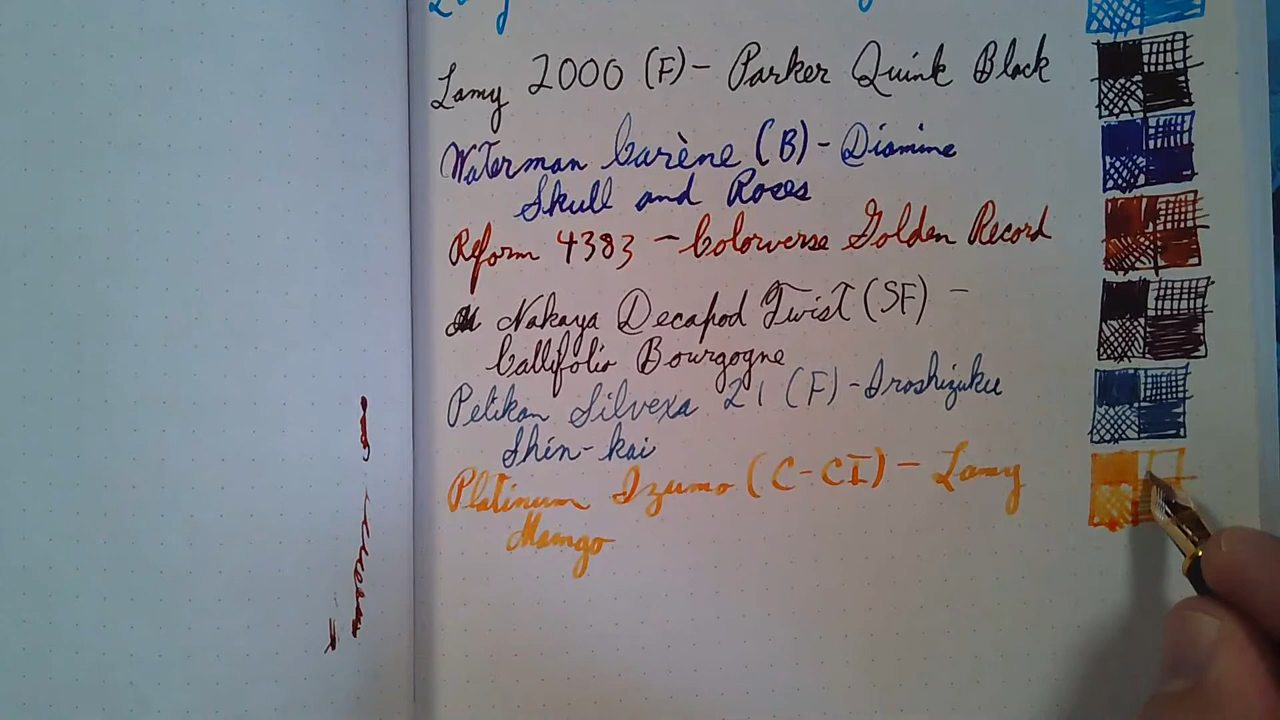 Lamy 2000 (F) - Parker Quink Black
Waterman Carène (B) - Diamine
Skull and Roses
Reform 4383 - Colorverse Golden Record
Nakaya Decapod Twist (SF) -
Callifolio Bourgogne
Pelikan Silvexa 21 (F) - Iroshizuku
Shin-kai
Platinum Izumo (C-CI) - Lamy
Mango